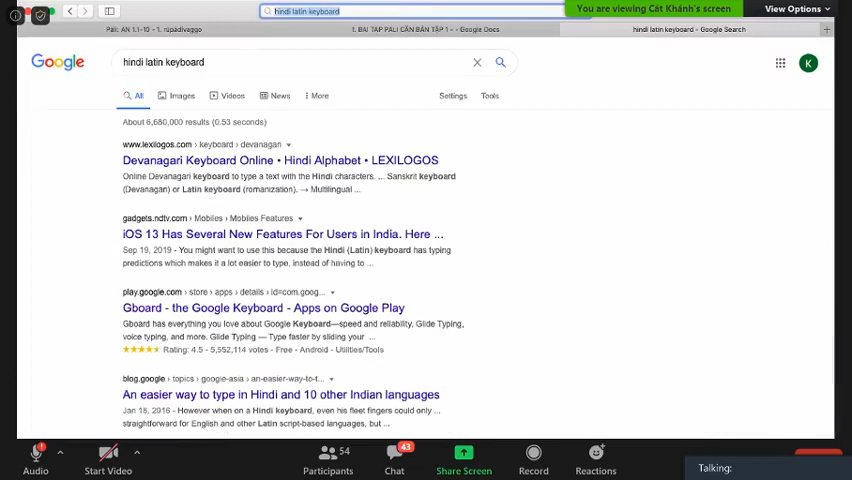 hindi latin keyboard
You are viewing Cát Khánh's screen
View Options
Pali: AN 1.1-10 - 1. rūpādivaggo
1. BAI TAP PALI CĂN BẢN TẬP 1 - - Google Docs
hindi latin keyboard - Google Search
Google
hindi latin keyboard
K
All
Images
Videos
News
More
Settings
Tools
About 6,680,000 results (0.53 seconds)
www.lexilogos.com › keyboard › devanagari
Devanagari Keyboard Online • Hindi Alphabet • LEXILOGOS
Online Devanagari keyboard to type a text with the Hindi characters. ... Sanskrit keyboard
(Devanagari) or Latin keyboard (romanization). → Multilingual ...
gadgets.ndtv.com › Mobiles › Mobiles Features
iOS 13 Has Several New Features For Users in India. Here ...
Sep 19, 2019 - You might want to use this because the Hindi (Latin) keyboard has typing
predictions which makes it a lot easier to type, instead of having to ...
play.google.com › store › apps › details › id=com.goog...
Gboard - the Google Keyboard - Apps on Google Play
Gboard has everything you love about Google Keyboard—speed and reliability, Glide Typing,
voice typing, and more. Glide Typing — Type faster by sliding your ...
Rating: 4.5 - 5,552,114 votes - Free - Android - Utilities/Tools
blog.google › topics › google-asia › an-easier-way-to-t...
An easier way to type in Hindi and 10 other Indian languages
Jan 18, 2016 - However when on a Hindi keyboard, even his fleet fingers could only ...
straightforward for English and other Latin script-based languages, but ...
54
43
Audio
Start Video
Participants
Chat
Share Screen
Record
Reactions
Talking: